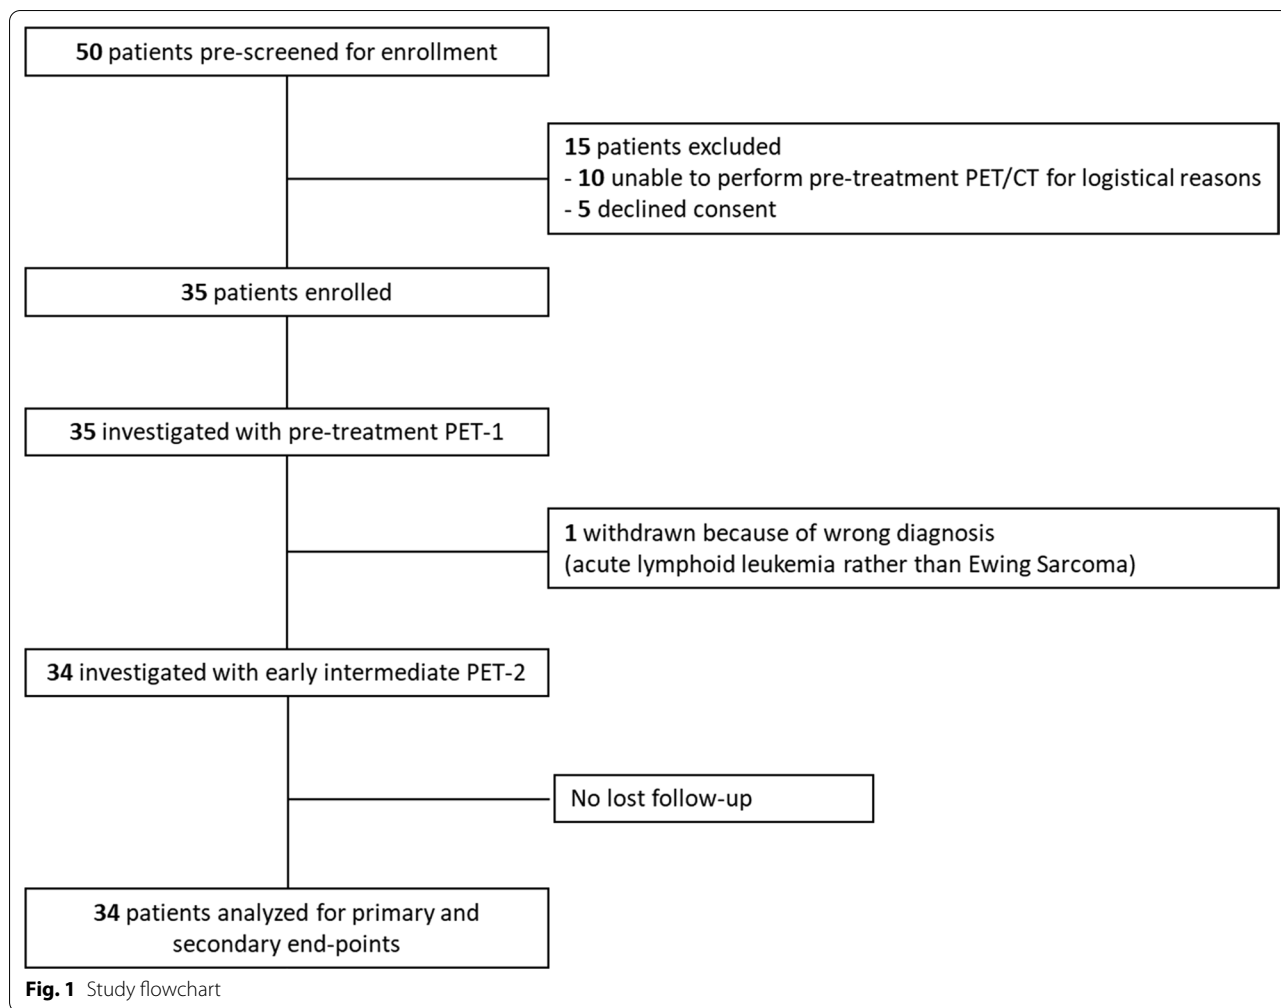 50 patients pre-screened for enrollment
15 patients excluded
- 10 unable to perform pre-treatment PET/CT for logistical reasons
- 5 declined consent
35 patients enrolled
35 investigated with pre-treatment PET-1
1 withdrawn because of wrong diagnosis
(acute lymphoid leukemia rather than Ewing Sarcoma)
34 investigated with early intermediate PET-2
No lost follow-up
34 patients analyzed for primary and
secondary end-points
Fig. 1 Study flowchart